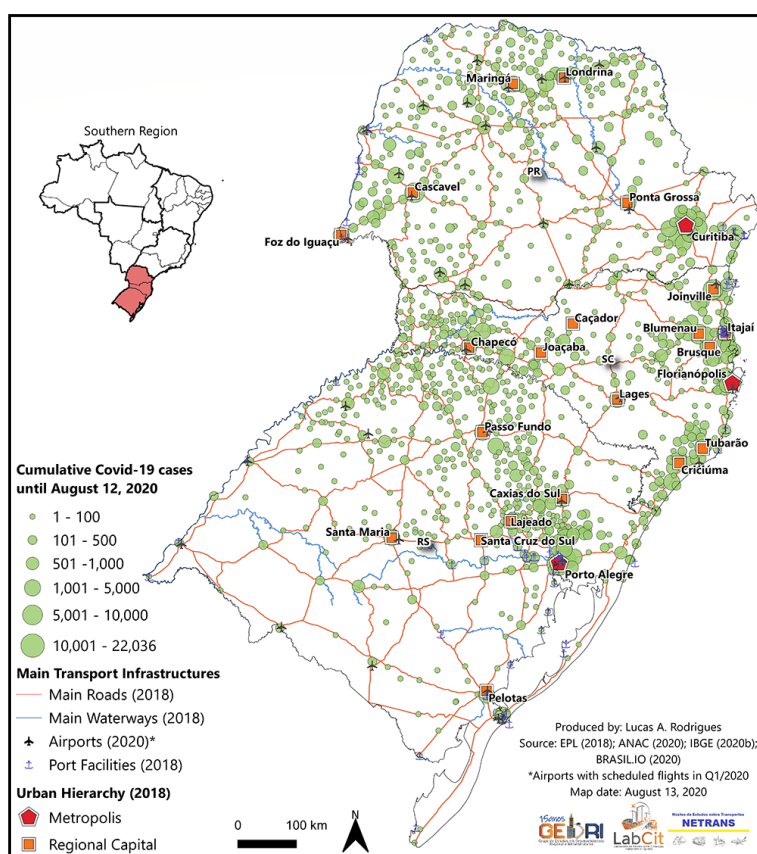 Southern Region
Maringá
Londrina
PR
Cascavel
Ponta Grossa
Curitiba
Foz do Iguaçu
Joinville
Caçador
Blumenau
Itajaí
Chapecó
Joaçaba
Brusque
SC
Florianópolis
Lages
Passo Fundo
Tubarão
Criciúma
Caxias do Sul
Lajeado
Santa Maria
RS
Santa Cruz do Sul
Porto Alegre
Pelotas
Cumulative Covid-19 cases
until August 12, 2020
1 - 100
101 - 500
501 -1,000
1,001 - 5,000
5,001 - 10,000
10,001 - 22,036
Main Transport Infrastructures
Main Roads (2018)
Main Waterways (2018)
Airports (2020)*
Port Facilities (2018)
Urban Hierarchy (2018)
Metropolis
Regional Capital
0 100 km
N
Produced by: Lucas A. Rodrigues
Source: EPL (2018); ANAC (2020); IBGE (2020b);
BRASIL.IO (2020)
*Airports with scheduled flights in Q1/2020
Map date: August 13, 2020
15anos
GEDRI
LabCit
Núcleo de Estudos sobre Transportes
NETRANS